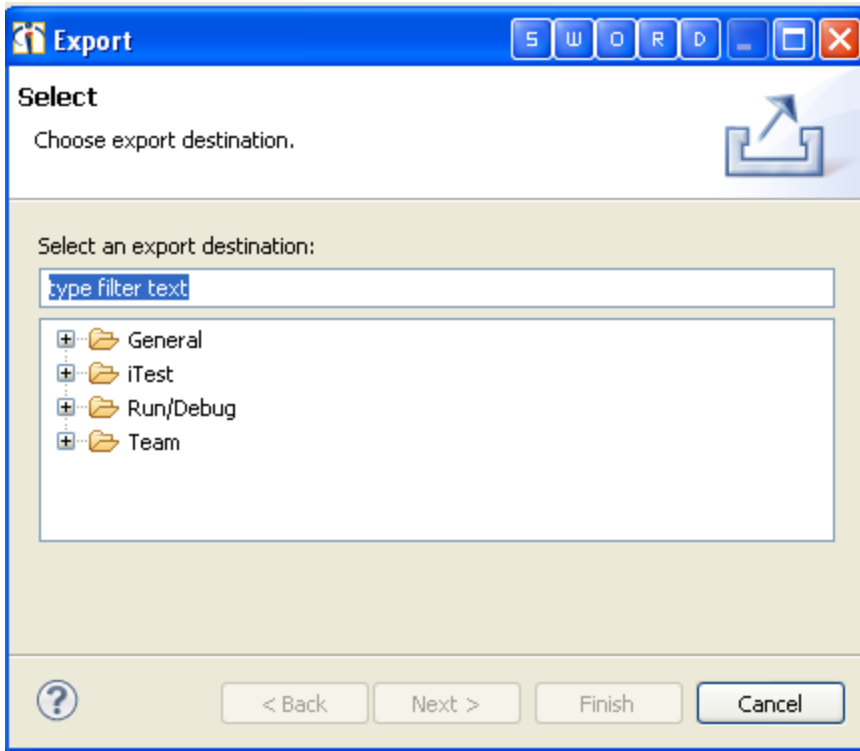 Export S W O R D
Select
Choose export destination.
Select an export destination:
type filter text
General
iTest
Run/Debug
Team
? < Back Next > Finish Cancel